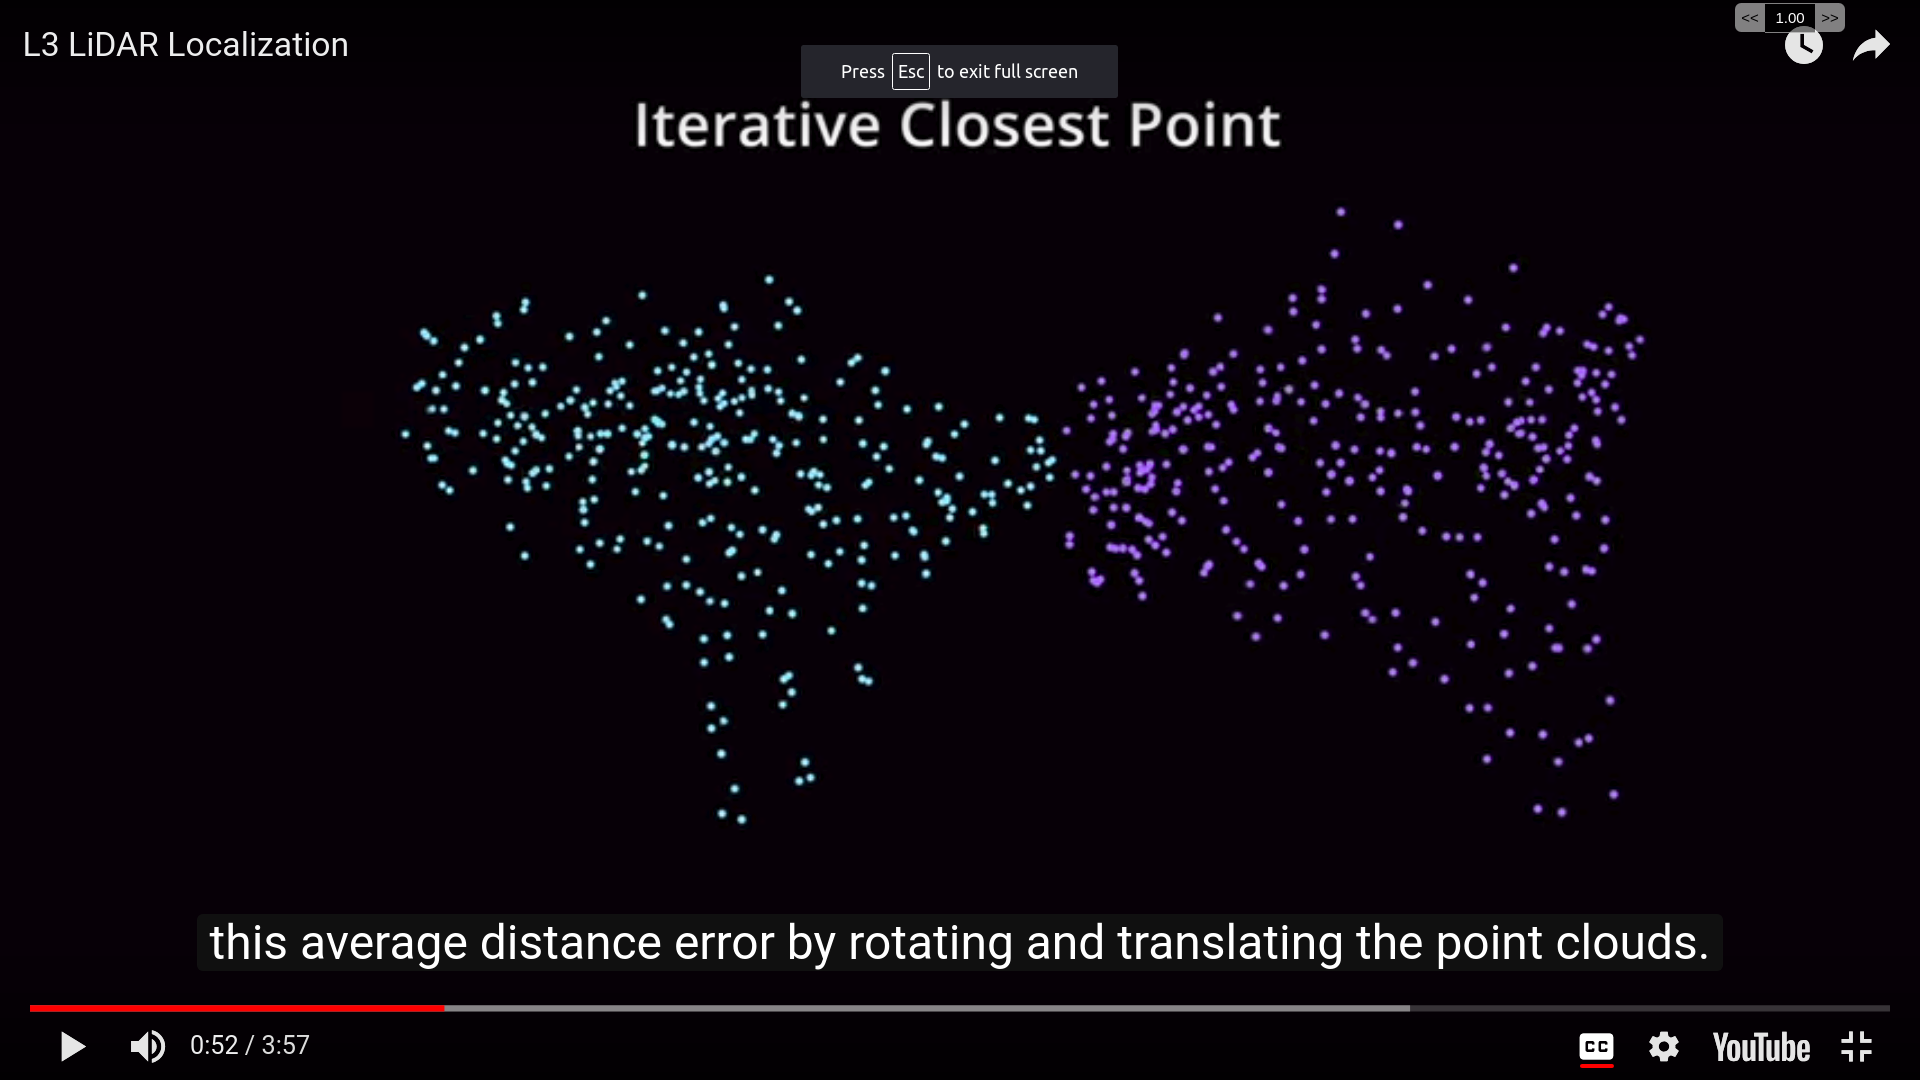 L3 LiDAR Localization
<< 1.00 >>
Press Esc to exit full screen
Iterative Closest Point
this average distance error by rotating and translating the point clouds.
0:52 / 3:57
CC
YouTube